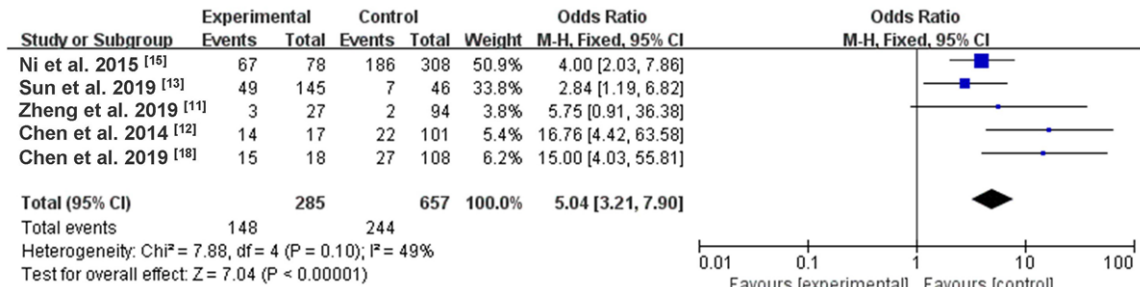 Experimental Control Odds Ratio Odds Ratio
Study or Subgroup Events Total Events Total Weight M-H, Fixed, 95% CI M-H, Fixed, 95% CI
Ni et al. 2015 [15] 67 78 186 308 50.9% 4.00 [2.03, 7.86]
Sun et al. 2019 [13] 49 145 7 46 33.8% 2.84 [1.19, 6.82]
Zheng et al. 2019 [11] 3 27 2 94 3.8% 5.75 [0.91, 36.38]
Chen et al. 2014 [12] 14 17 22 101 5.4% 16.76 [4.42, 63.58]
Chen et al. 2019 [18] 15 18 27 108 6.2% 15.00 [4.03, 55.81]
Total (95% CI) 285 657 100.0% 5.04 [3.21, 7.90]
Total events 148 244
Heterogeneity: Chi² = 7.88, df = 4 (P = 0.10); I² = 49%
Test for overall effect: Z = 7.04 (P < 0.00001)
0.01 0.1 1 10 100
Favours [experimental] Favours [control]